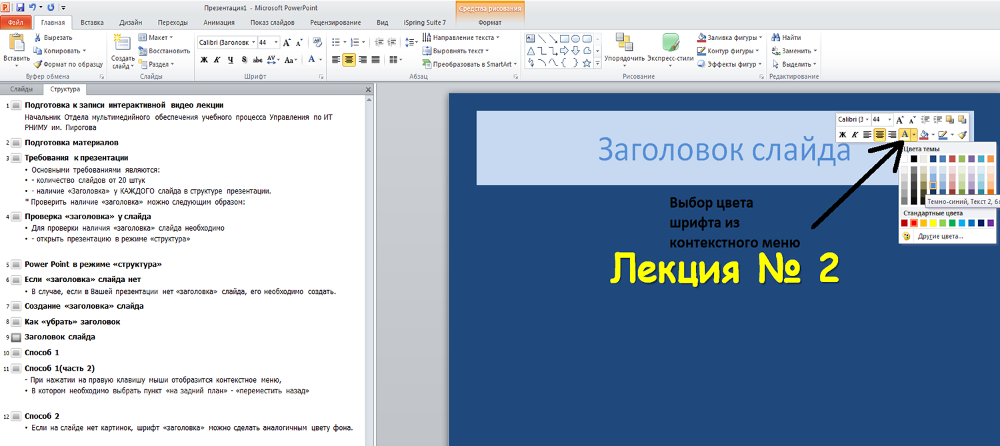 Презентация1 - Microsoft PowerPoint
Средства рисования
Файл Главная Вставка Дизайн Переходы Анимация Показ слайдов Рецензирование Вид iSpring Suite 7 Формат
Вставить
Вырезать
Копировать
Формат по образцу
Буфер обмена
Создать слайд
Макет
Восстановить
Раздел
Слайды
Calibri (Заголовк 44
Ж К Ч S abc AV Aa А
Шрифт
Направление текста
Выровнять текст
Преобразовать в SmartArt
Абзац
Упорядочить
Экспресс-стили
Заливка фигуры
Контур фигуры
Эффекты фигур
Рисование
Найти
Заменить
Выделить
Редактирование
Слайды Структура
1 Подготовка к записи интерактивной видео лекции
Начальник Отдела мультимедийного обеспечения учебного процесса Управления по ИТ
РНИМУ им. Пирогова
2 Подготовка материалов
3 Требования к презентации
• Основными требованиями являются:
• - количество слайдов от 20 штук
• - наличие «Заголовка» у КАЖДОГО слайда в структуре презентации.
* Проверить наличие «заголовка» можно следующим образом:
4 Проверка «заголовка» у слайда
• Для проверки наличия «заголовка» слайда необходимо
• - открыть презентацию в режиме «структура»
5 Power Point в режиме «структура»
6 Если «заголовка» слайда нет
• В случае, если в Вашей презентации нет «заголовка» слайда, его необходимо создать.
7 Создание «заголовка» слайда
8 Как «убрать» заголовок
9 Заголовок слайда
10 Способ 1
11 Способ 1(часть 2)
- При нажатии на правую клавишу мыши отобразится контекстное меню,
• В котором необходимо выбрать пункт «на задний план» - «переместить назад»
12 Способ 2
• Если на слайде нет картинок, шрифт «заголовка» можно сделать аналогичным цвету фона.
Calibri (З 44
Ж К А
Заголовок слайда
Цвета темы
Темно-синий, Текст 2, 6
Стандартные цвета
Другие цвета...
Выбор цвета
шрифта из
контекстного меню
Лекция № 2